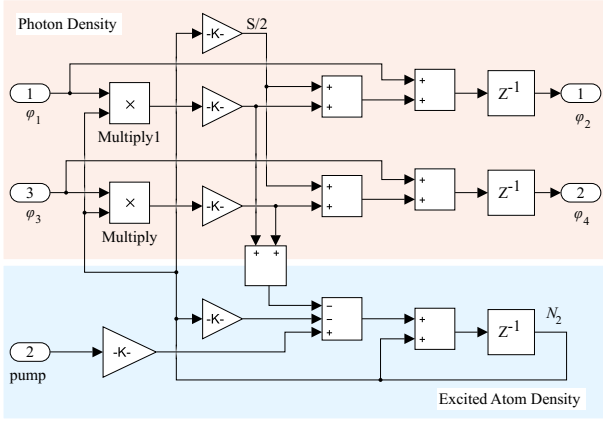 Photon Density
-K-
S/2
1
φ1
×
Multiply1
-K-
+
+
+
+
Z-1
1
φ2
3
φ3
×
Multiply
-K-
+
+
+
+
Z-1
2
φ4
+ +
2
pump
-K-
-K-
−
−
+
+
+
Z-1
N2
Excited Atom Density